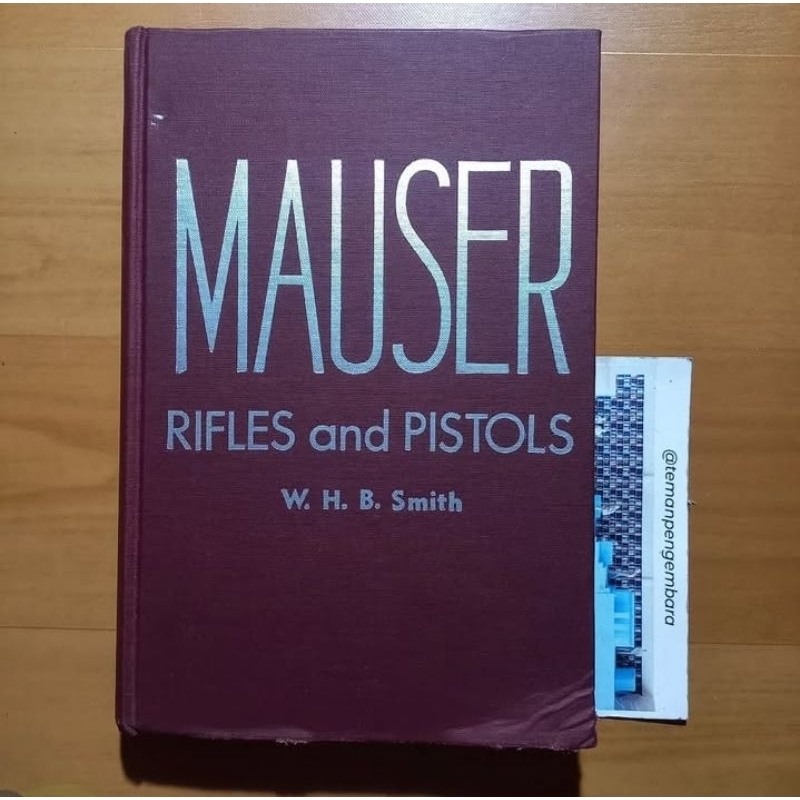 MAUSER
RIFLES and PISTOLS
W. H. B. Smith
@temanpengembara